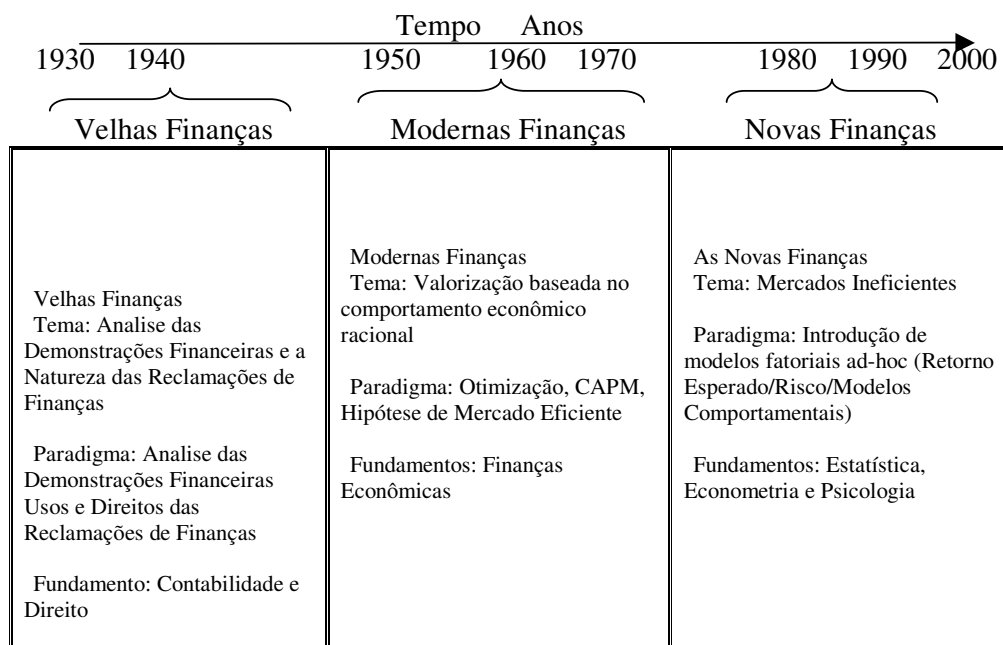 Tempo Anos
1930 1940 1950 1960 1970 1980 1990 2000
Velhas Finanças Modernas Finanças Novas Finanças
Velhas Finanças
Tema: Analise das
Demonstrações Financeiras e a
Natureza das Reclamações de
Finanças
Paradigma: Analise das
Demonstrações Financeiras
Usos e Direitos das
Reclamações de Finanças
Fundamento: Contabilidade e
Direito
Modernas Finanças
Tema: Valorização baseada no
comportamento econômico
racional
Paradigma: Otimização, CAPM,
Hipótese de Mercado Eficiente
Fundamentos: Finanças
Econômicas
As Novas Finanças
Tema: Mercados Ineficientes
Paradigma: Introdução de
modelos fatoriais ad-hoc (Retorno
Esperado/Risco/Modelos
Comportamentais)
Fundamentos: Estatística,
Econometria e Psicologia